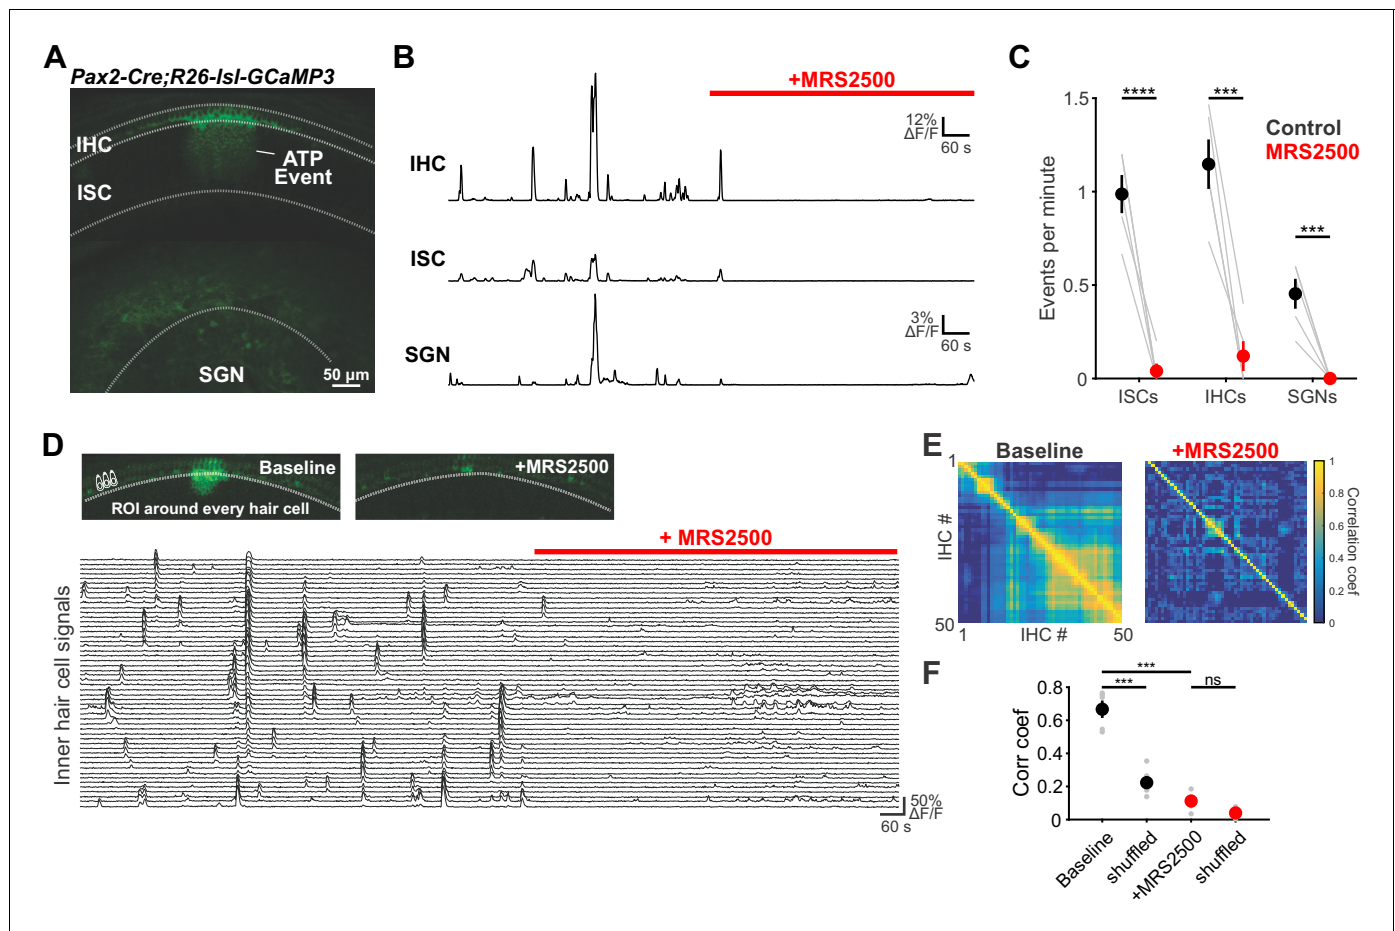 A
Pax2-Cre;R26-lsl-GCaMP3
IHC
ATP
Event
ISC
SGN
50 µm
B
+MRS2500
12%
ΔF/F
60 s
IHC
ISC
3%
ΔF/F
60 s
SGN
C
**** ***
1.5
Control
MRS2500
1
***
0.5
0
Events per minute
ISCs IHCs SGNs
D
Baseline
ROI around every hair cell
+MRS2500
+ MRS2500
Inner hair cell signals
50%
ΔF/F
60 s
E
Baseline
+MRS2500
1
IHC #
50
1 IHC # 50
1
0.8
0.6
0.4
0.2
0
Correlation coef
F
***
*** ns
0.8
0.6
0.4
0.2
0
Corr coef
Baseline
shuffled
+MRS2500
shuffled